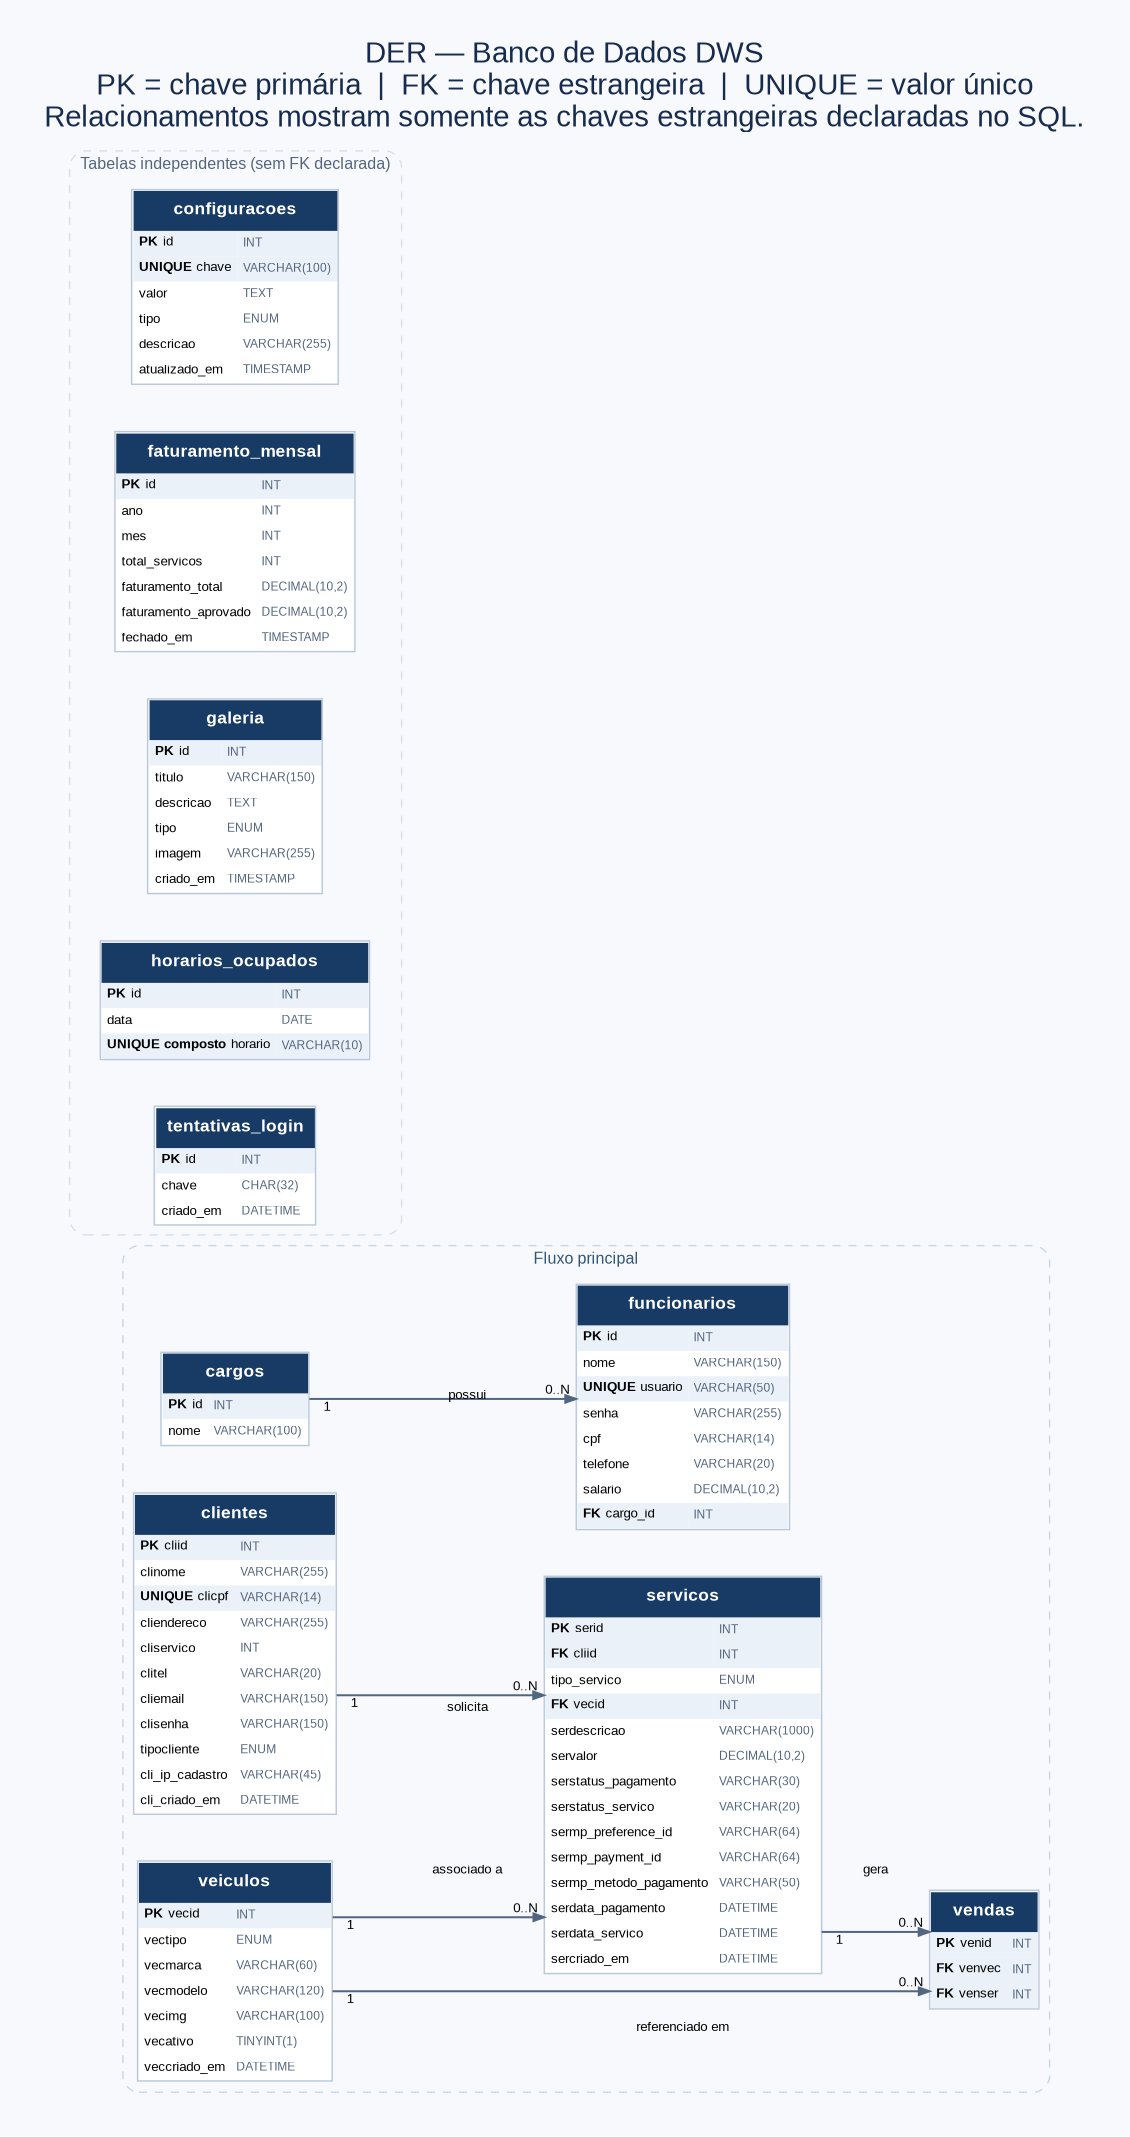 DER — Banco de Dados DWS
PK = chave primária | FK = chave estrangeira | UNIQUE = valor único
Relacionamentos mostram somente as chaves estrangeiras declaradas no SQL.
Tabelas independentes (sem FK declarada)
configuracoes
PK id INT
UNIQUE chave VARCHAR(100)
valor TEXT
tipo ENUM
descricao VARCHAR(255)
atualizado_em TIMESTAMP
faturamento_mensal
PK id INT
ano INT
mes INT
total_servicos INT
faturamento_total DECIMAL(10,2)
faturamento_aprovado DECIMAL(10,2)
fechado_em TIMESTAMP
galeria
PK id INT
titulo VARCHAR(150)
descricao TEXT
tipo ENUM
imagem VARCHAR(255)
criado_em TIMESTAMP
horarios_ocupados
PK id INT
data DATE
UNIQUE composto horario VARCHAR(10)
tentativas_login
PK id INT
chave CHAR(32)
criado_em DATETIME
Fluxo principal
cargos
PK id INT
nome VARCHAR(100)
1
possui
0..N
funcionarios
PK id INT
nome VARCHAR(150)
UNIQUE usuario VARCHAR(50)
senha VARCHAR(255)
cpf VARCHAR(14)
telefone VARCHAR(20)
salario DECIMAL(10,2)
FK cargo_id INT
clientes
PK cliid INT
clinome VARCHAR(255)
UNIQUE clicpf VARCHAR(14)
cliendereco VARCHAR(255)
cliservico INT
clitel VARCHAR(20)
cliemail VARCHAR(150)
clisenha VARCHAR(150)
tipocliente ENUM
cli_ip_cadastro VARCHAR(45)
cli_criado_em DATETIME
1
solicita
0..N
servicos
PK serid INT
FK cliid INT
tipo_servico ENUM
FK vecid INT
serdescricao VARCHAR(1000)
servalor DECIMAL(10,2)
serstatus_pagamento VARCHAR(30)
serstatus_servico VARCHAR(20)
sermp_preference_id VARCHAR(64)
sermp_payment_id VARCHAR(64)
sermp_metodo_pagamento VARCHAR(50)
serdata_pagamento DATETIME
serdata_servico DATETIME
sercriado_em DATETIME
veiculos
PK vecid INT
vectipo ENUM
vecmarca VARCHAR(60)
vecmodelo VARCHAR(120)
vecimg VARCHAR(100)
vecativo TINYINT(1)
veccriado_em DATETIME
associado a
1
0..N
gera
1
0..N
1
0..N
referenciado em
vendas
PK venid INT
FK venvec INT
FK venser INT